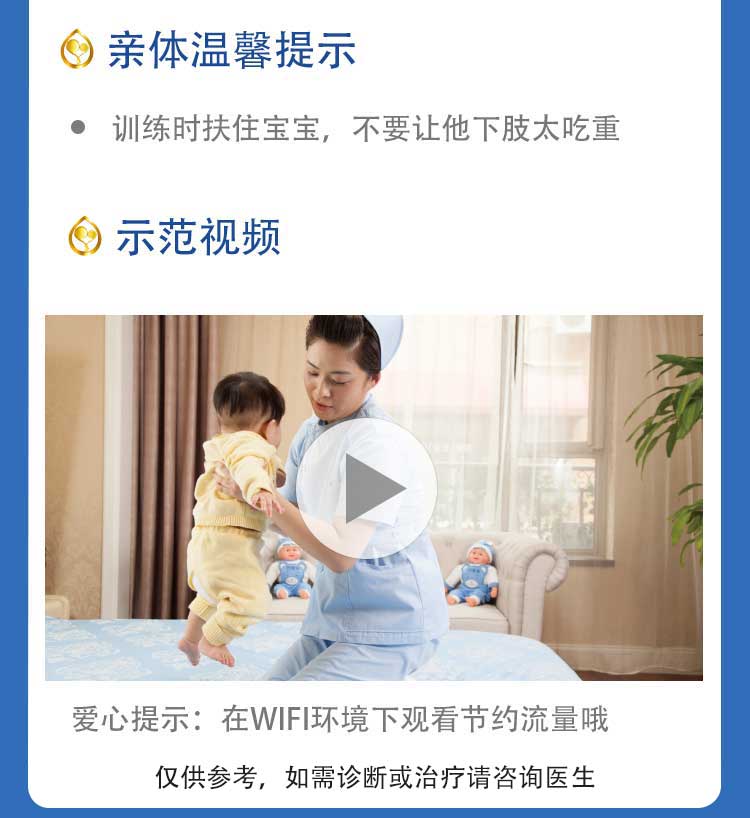 亲体温馨提示
训练时扶住宝宝，不要让他下肢太吃重
示范视频
爱心提示：在WIFI环境下观看节约流量哦
仅供参考，如需诊断或治疗请咨询医生